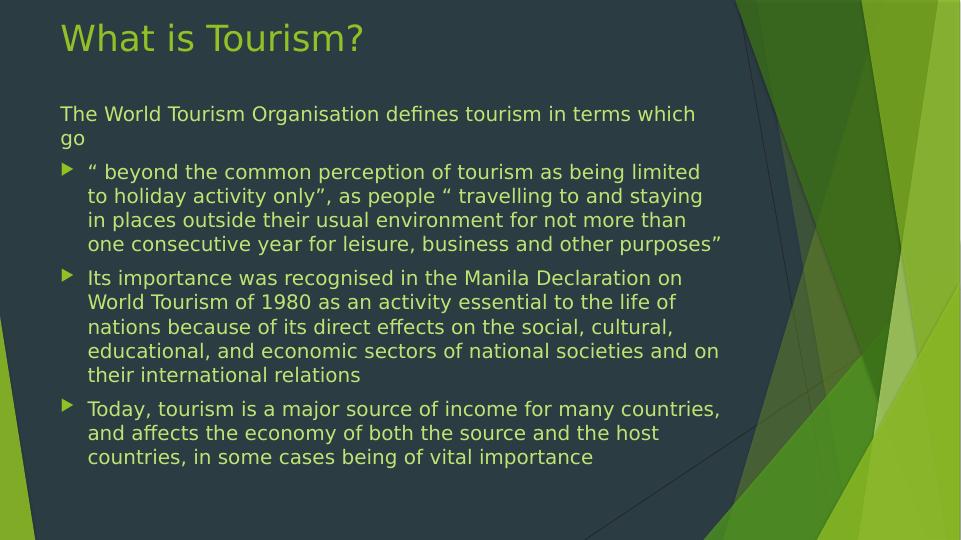 What is Tourism?
The World Tourism Organisation defines tourism in terms which
go
“ beyond the common perception of tourism as being limited
to holiday activity only”, as people “ travelling to and staying
in places outside their usual environment for not more than
one consecutive year for leisure, business and other purposes”
Its importance was recognised in the Manila Declaration on
World Tourism of 1980 as an activity essential to the life of
nations because of its direct effects on the social, cultural,
educational, and economic sectors of national societies and on
their international relations
Today, tourism is a major source of income for many countries,
and affects the economy of both the source and the host
countries, in some cases being of vital importance